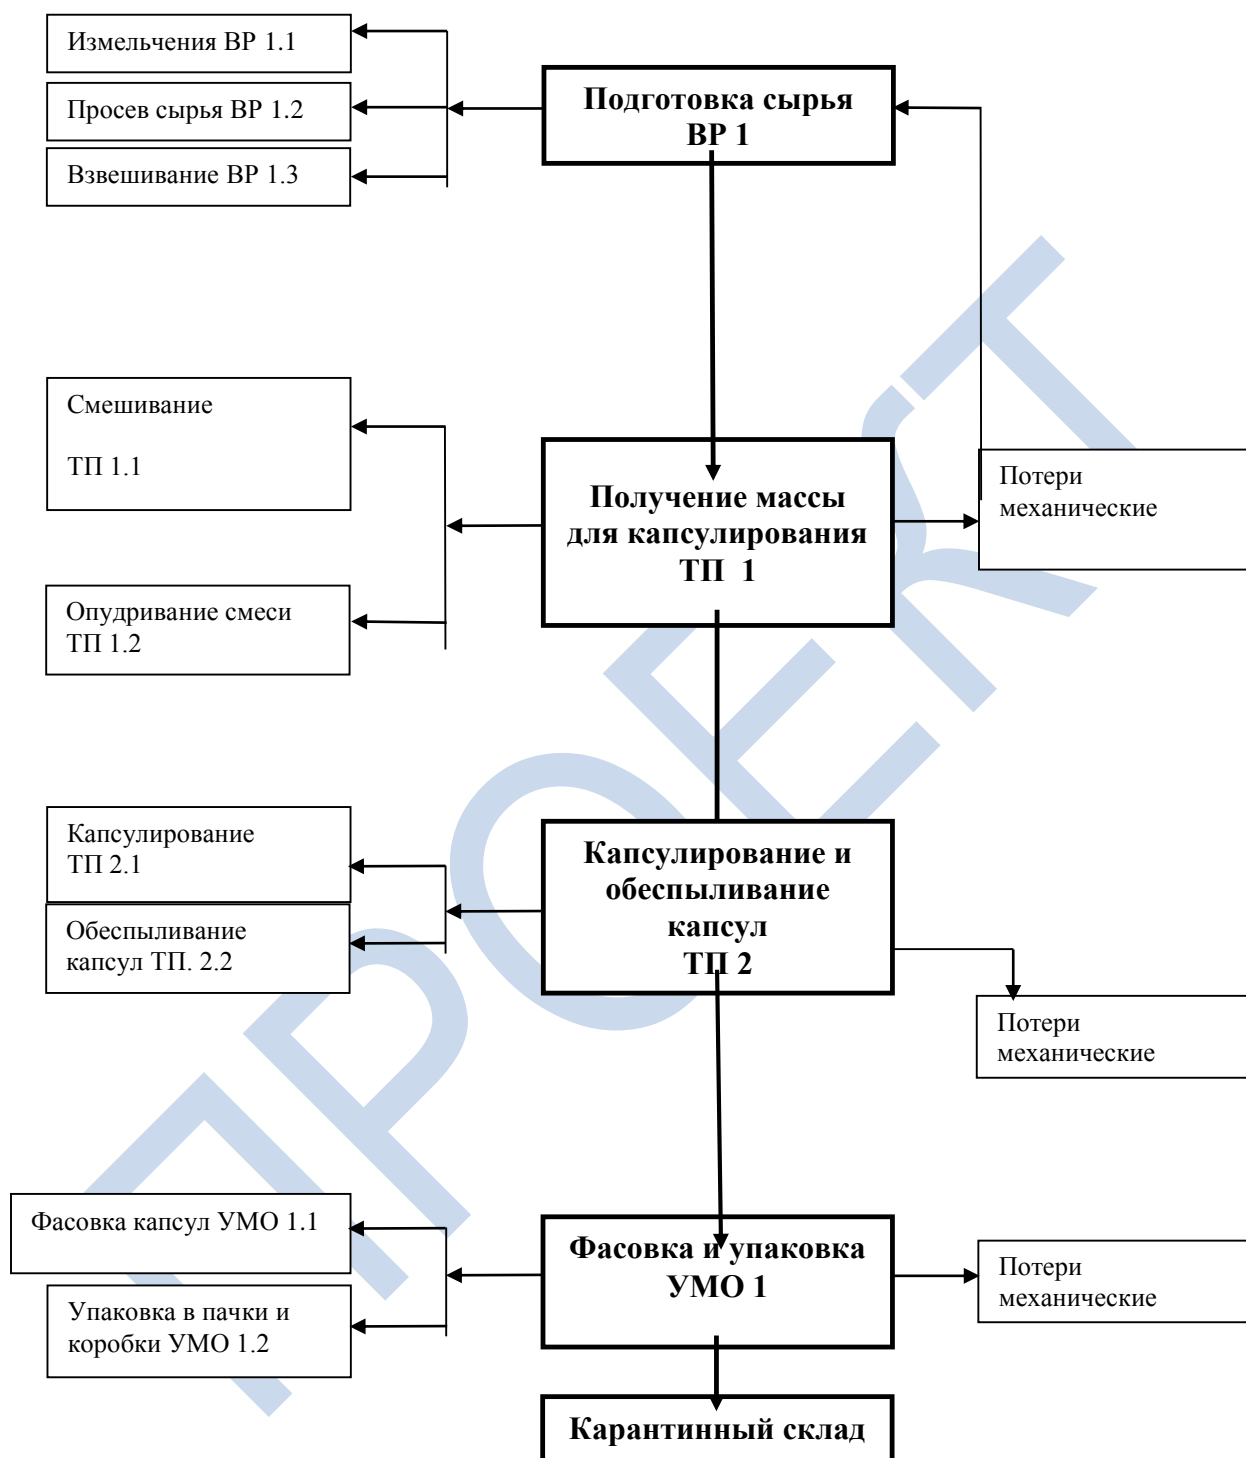 Измельчения ВР 1.1
Просев сырья ВР 1.2
Взвешивание ВР 1.3
Подготовка сырья
ВР 1
Смешивание
ТП 1.1
Опудривание смеси
ТП 1.2
Получение массы
для капсулирования
ТП 1
Потери
механические
Капсулирование
ТП 2.1
Обеспыливание
капсул ТП. 2.2
Капсулирование и
обеспыливание
капсул
ТП 2
Потери
механические
Фасовка капсул УМО 1.1
Упаковка в пачки и
коробки УМО 1.2
Фасовка и упаковка
УМО 1
Потери
механические
Карантинный склад
ПРОЕКТ